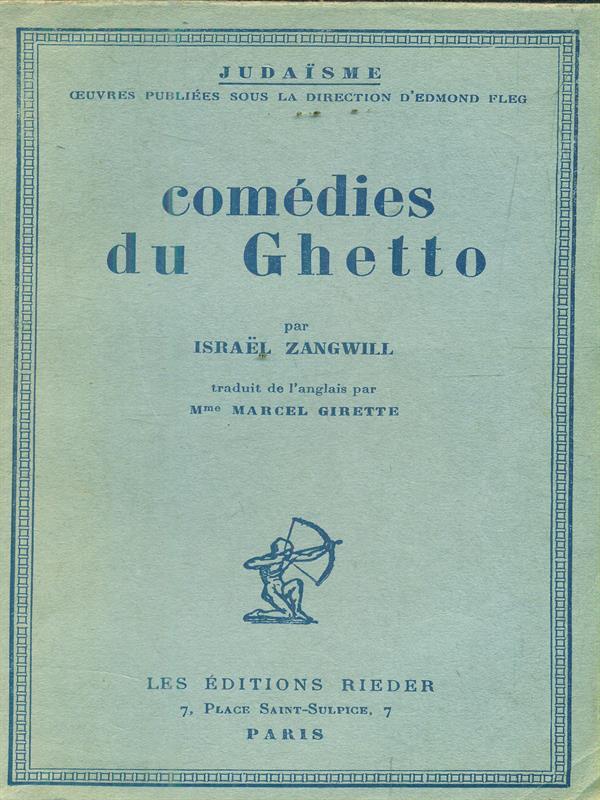 JUDAÏSME
ŒUVRES PUBLIÉES SOUS LA DIRECTION D'EDMOND FLEG
comédies
du Ghetto
par
ISRAËL ZANGWILL
traduit de l'anglais par
Mme MARCEL GIRETTE
LES ÉDITIONS RIEDER
7, PLACE SAINT-SULPICE, 7
PARIS